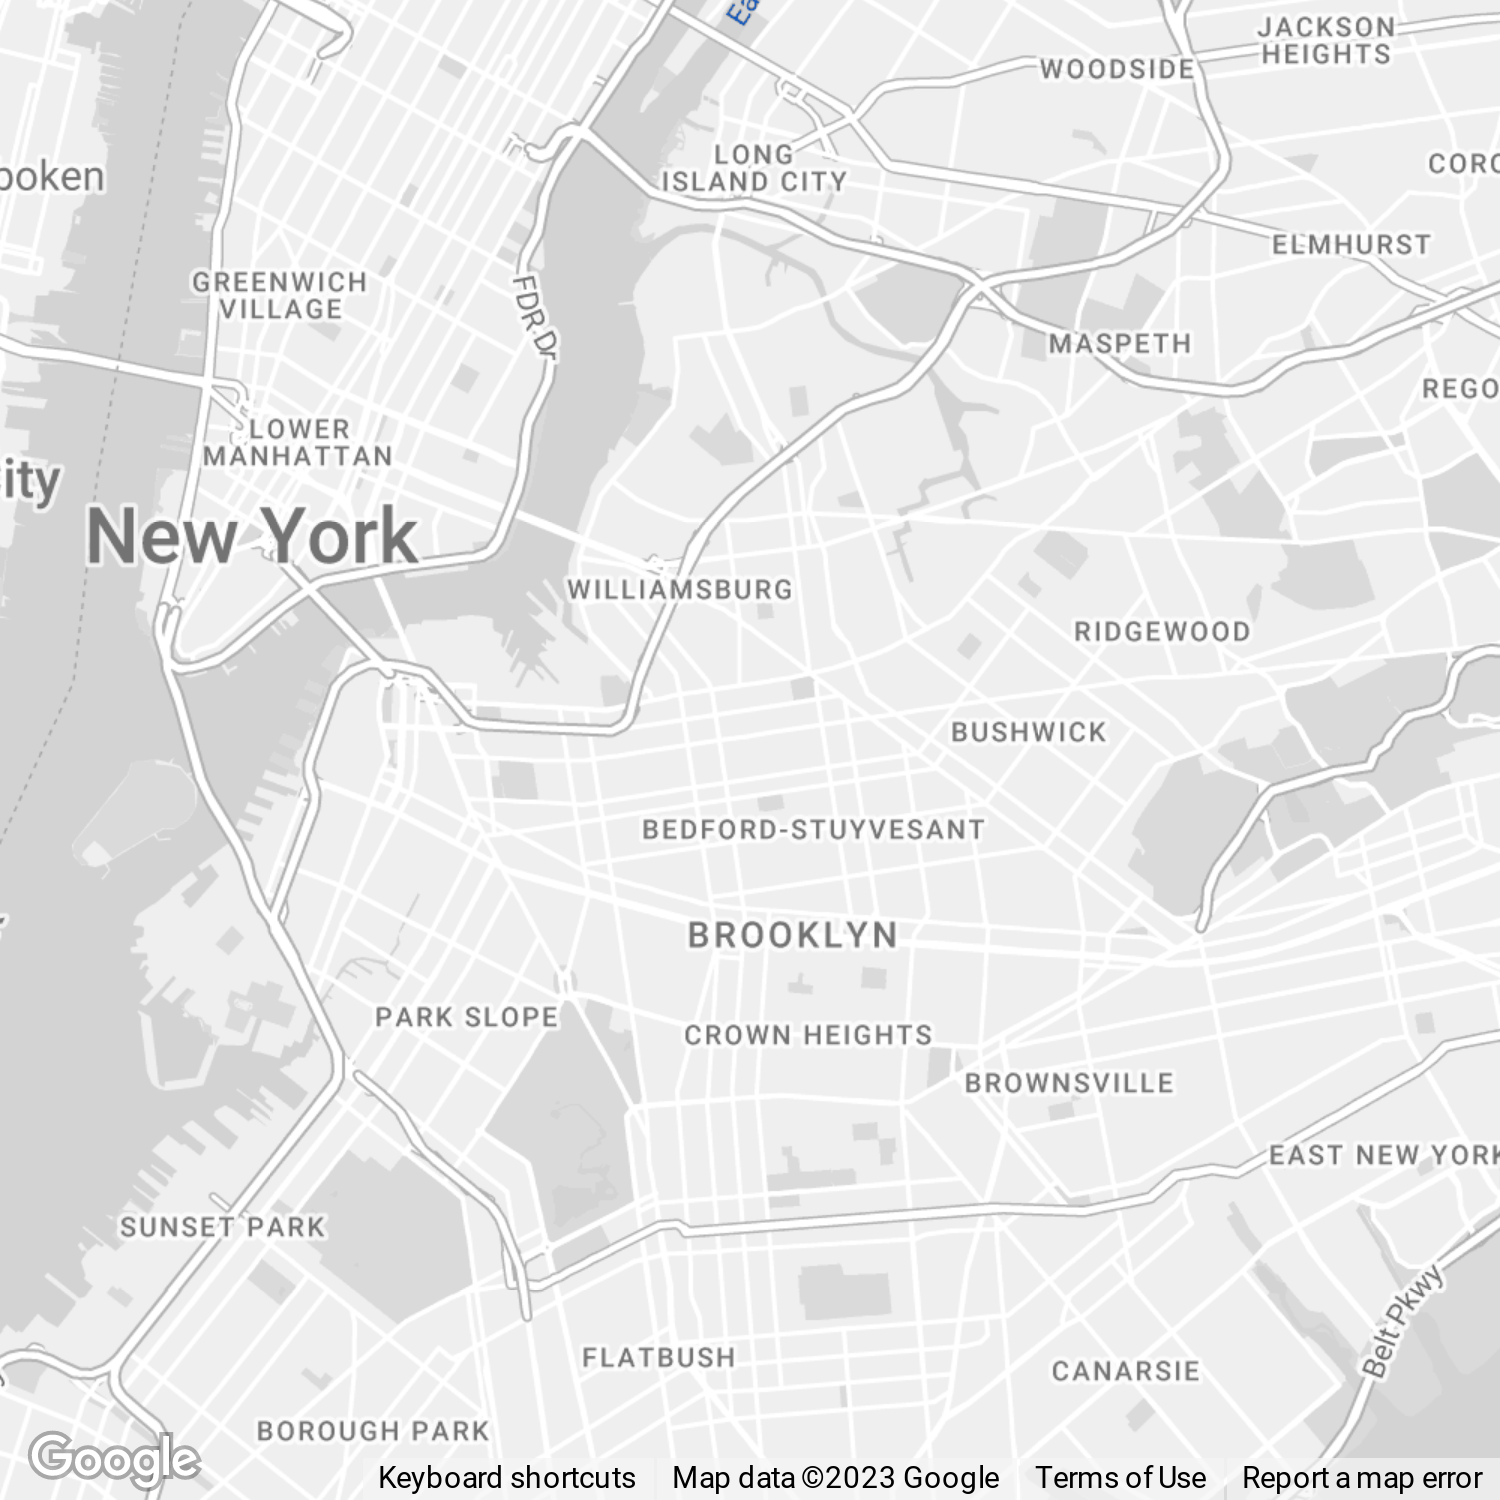 Ea
JACKSON
HEIGHTS
WOODSIDE
LONG
ISLAND CITY
CORO
boken
ELMHURST
GREENWICH
VILLAGE
FDR Dr
MASPETH
REGO
LOWER
MANHATTAN
City
New York
WILLIAMSBURG
RIDGEWOOD
BUSHWICK
BEDFORD-STUYVESANT
BROOKLYN
PARK SLOPE
CROWN HEIGHTS
BROWNSVILLE
EAST NEW YORK
SUNSET PARK
Belt Pkwy
FLATBUSH
CANARSIE
BOROUGH PARK
Google
Keyboard shortcuts
Map data ©2023 Google
Terms of Use
Report a map error